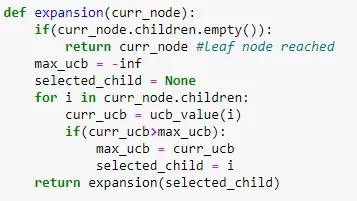 def expansion(curr_node):
    if(curr_node.children.empty()):
        return curr_node #Leaf node reached
    max_ucb = -inf
    selected_child = None
    for i in curr_node.children:
        curr_ucb = ucb_value(i)
        if(curr_ucb>max_ucb):
            max_ucb = curr_ucb
            selected_child = i
    return expansion(selected_child)